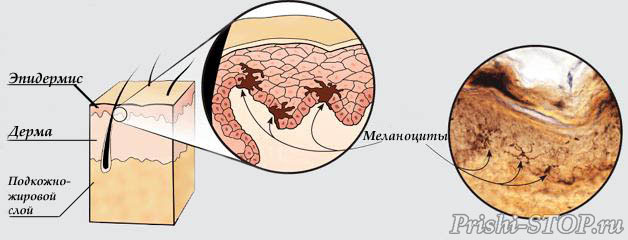 Эпидермис
Дерма
Подкожно-
жировой
слой
Меланоциты
Prishi-STOP.ru